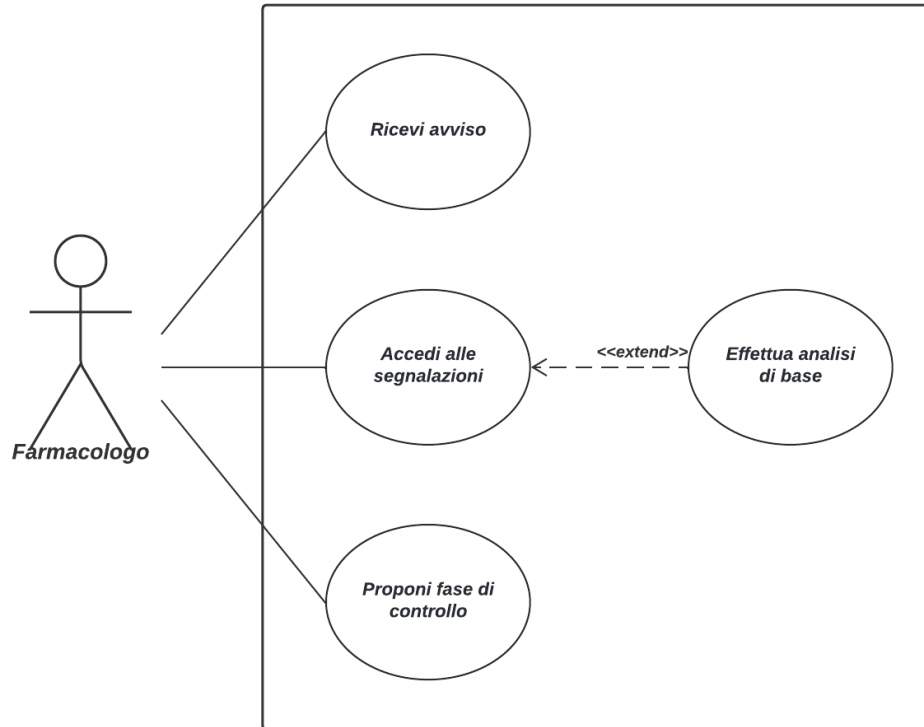 Ricevi avviso
Accedi alle
segnalazioni
<<extend>>
Effettua analisi
di base
Farmacologo
Proponi fase di
controllo